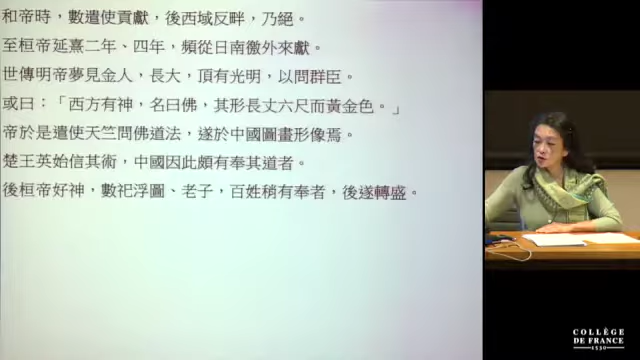 和帝時，數遣使貢獻，後西域反畔，乃絕。
至桓帝延熹二年、四年，頻從日南徼外來獻。
世傳明帝夢見金人，長大，頂有光明，以問群臣。
或曰：「西方有神，名曰佛，其形長丈六尺而黃金色。」
帝於是遣使天竺問佛道法，遂於中國圖畫形像焉。
楚王英始信其術，中國因此頗有奉其道者。
後桓帝好神，數祀浮圖、老子，百姓稍有奉者，後遂轉盛。
COLLÈGE
DE FRANCE
1530